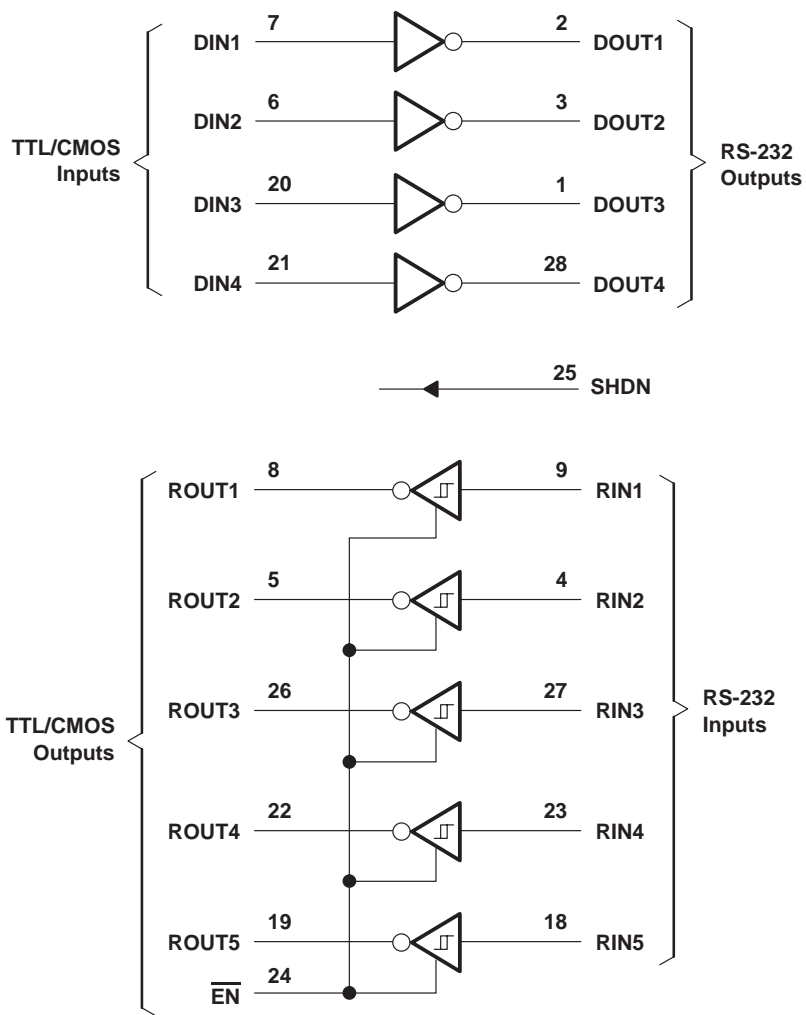 7 2
DIN1 DOUT1
6 3
DIN2 DOUT2
TTL/CMOS
Inputs
RS-232
Outputs
20 1
DIN3 DOUT3
21 28
DIN4 DOUT4
25
SHDN
8 9
ROUT1 RIN1
5 4
ROUT2 RIN2
26 27
ROUT3 RIN3
TTL/CMOS
Outputs
RS-232
Inputs
22 23
ROUT4 RIN4
19 18
ROUT5 RIN5
24
E̅N̅